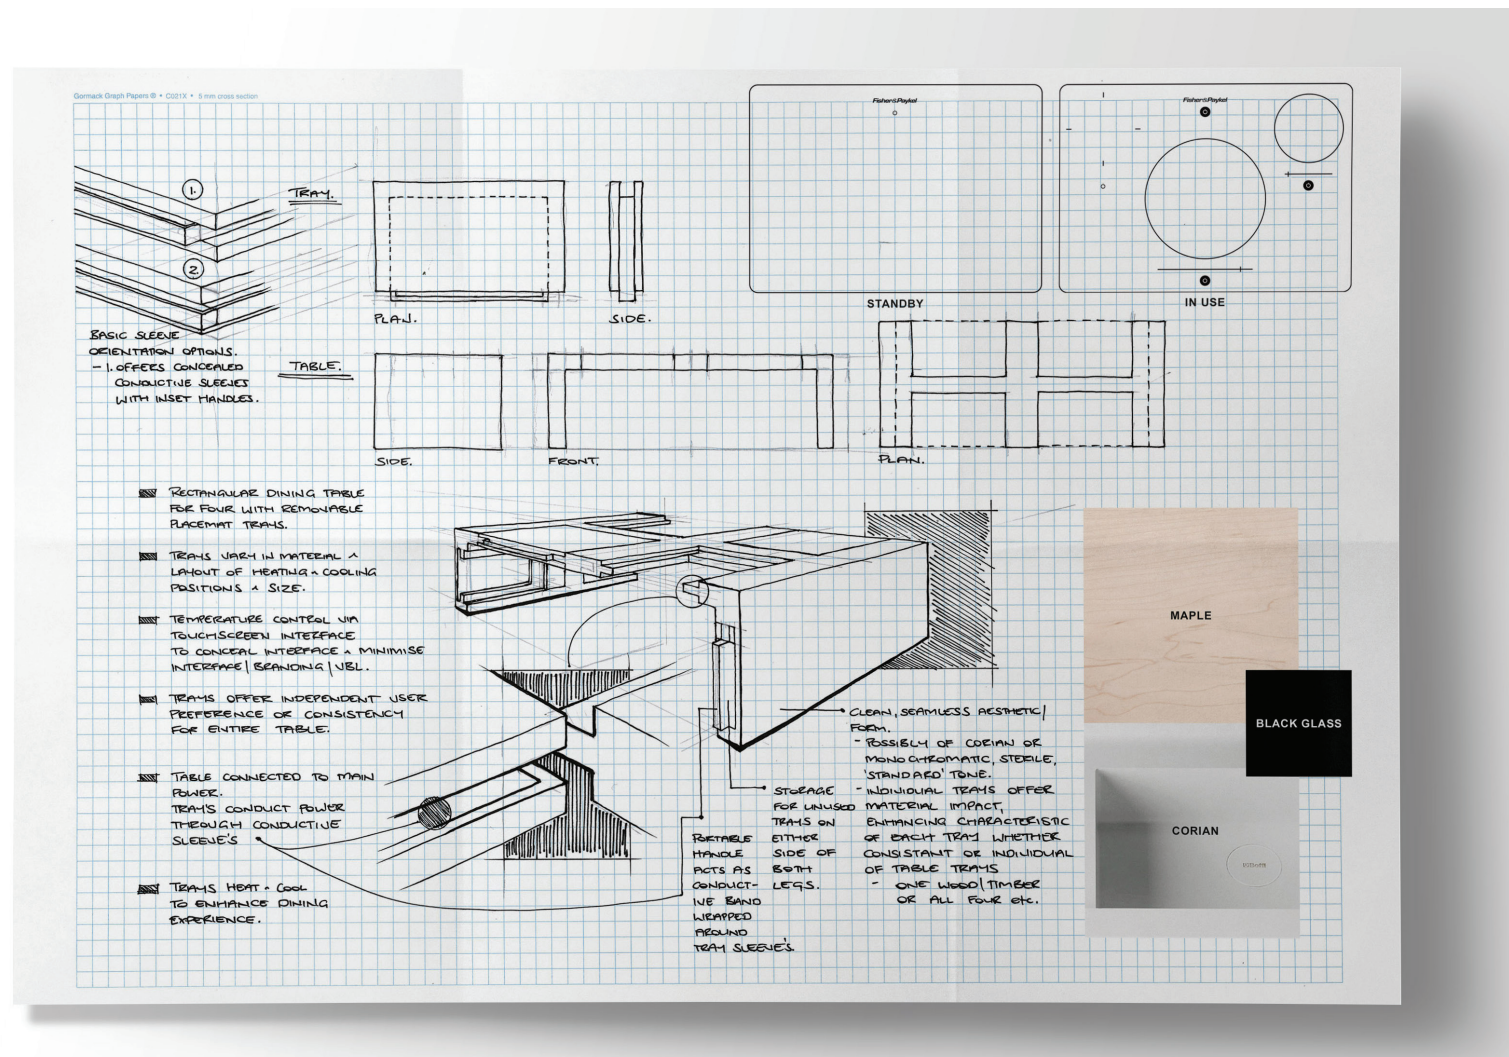 Gormack Graph Papers ® • C021X • 5 mm cross section
Fisher&Paykel
STANDBY
Fisher&Paykel
IN USE
1.
2.
BASIC SLEEVE
ORIENTATION OPTIONS.
- 1. OFFERS CONCEALED
CONDUCTIVE SLEEVES
WITH INSET HANDLES.
TRAY.
PLAN.
SIDE.
TABLE.
SIDE.
FRONT.
PLAN.
RECTANGULAR DINING TABLE
FOR FOUR WITH REMOVABLE
PLACEMAT TRAYS.
TRAYS VARY IN MATERIAL ^
LAYOUT OF HEATING ^ COOLING
POSITIONS ^ SIZE.
TEMPERATURE CONTROL VIA
TOUCHSCREEN INTERFACE
TO CONCEAL INTERFACE ^ MINIMISE
INTERFACE/BRANDING/VBL.
TRAYS OFFER INDEPENDENT USER
PREFERENCE OR CONSISTENCY
FOR ENTIRE TABLE.
TABLE CONNECTED TO MAIN
POWER.
TRAY'S CONDUCT POWER
THROUGH CONDUCTIVE
SLEEVE'S
TRAYS HEAT ^ COOL
TO ENHANCE DINING
EXPERIENCE.
PORTABLE
HANDLE
ACTS AS
CONDUCT-
IVE BAND
WRAPPED
AROUND
TRAY SLEEVE'S
STORAGE
FOR UNUSED
TRAYS ON
EITHER
SIDE OF
BOTH
LEGS.
CLEAN, SEAMLESS AESTHETIC/
FORM.
- POSSIBLY OF CORIAN OR
MONOCHROMATIC, STERILE,
'STANDARD' TONE.
- INDIVIDUAL TRAYS OFFER
MATERIAL IMPACT,
ENHANCING CHARACTERISTIC
OF EACH TRAY WHETHER
CONSISTANT OR INDIVIDUAL
OF TABLE TRAYS
- ONE WOOD/TIMBER
OR ALL FOUR etc.
MAPLE
BLACK GLASS
CORIAN